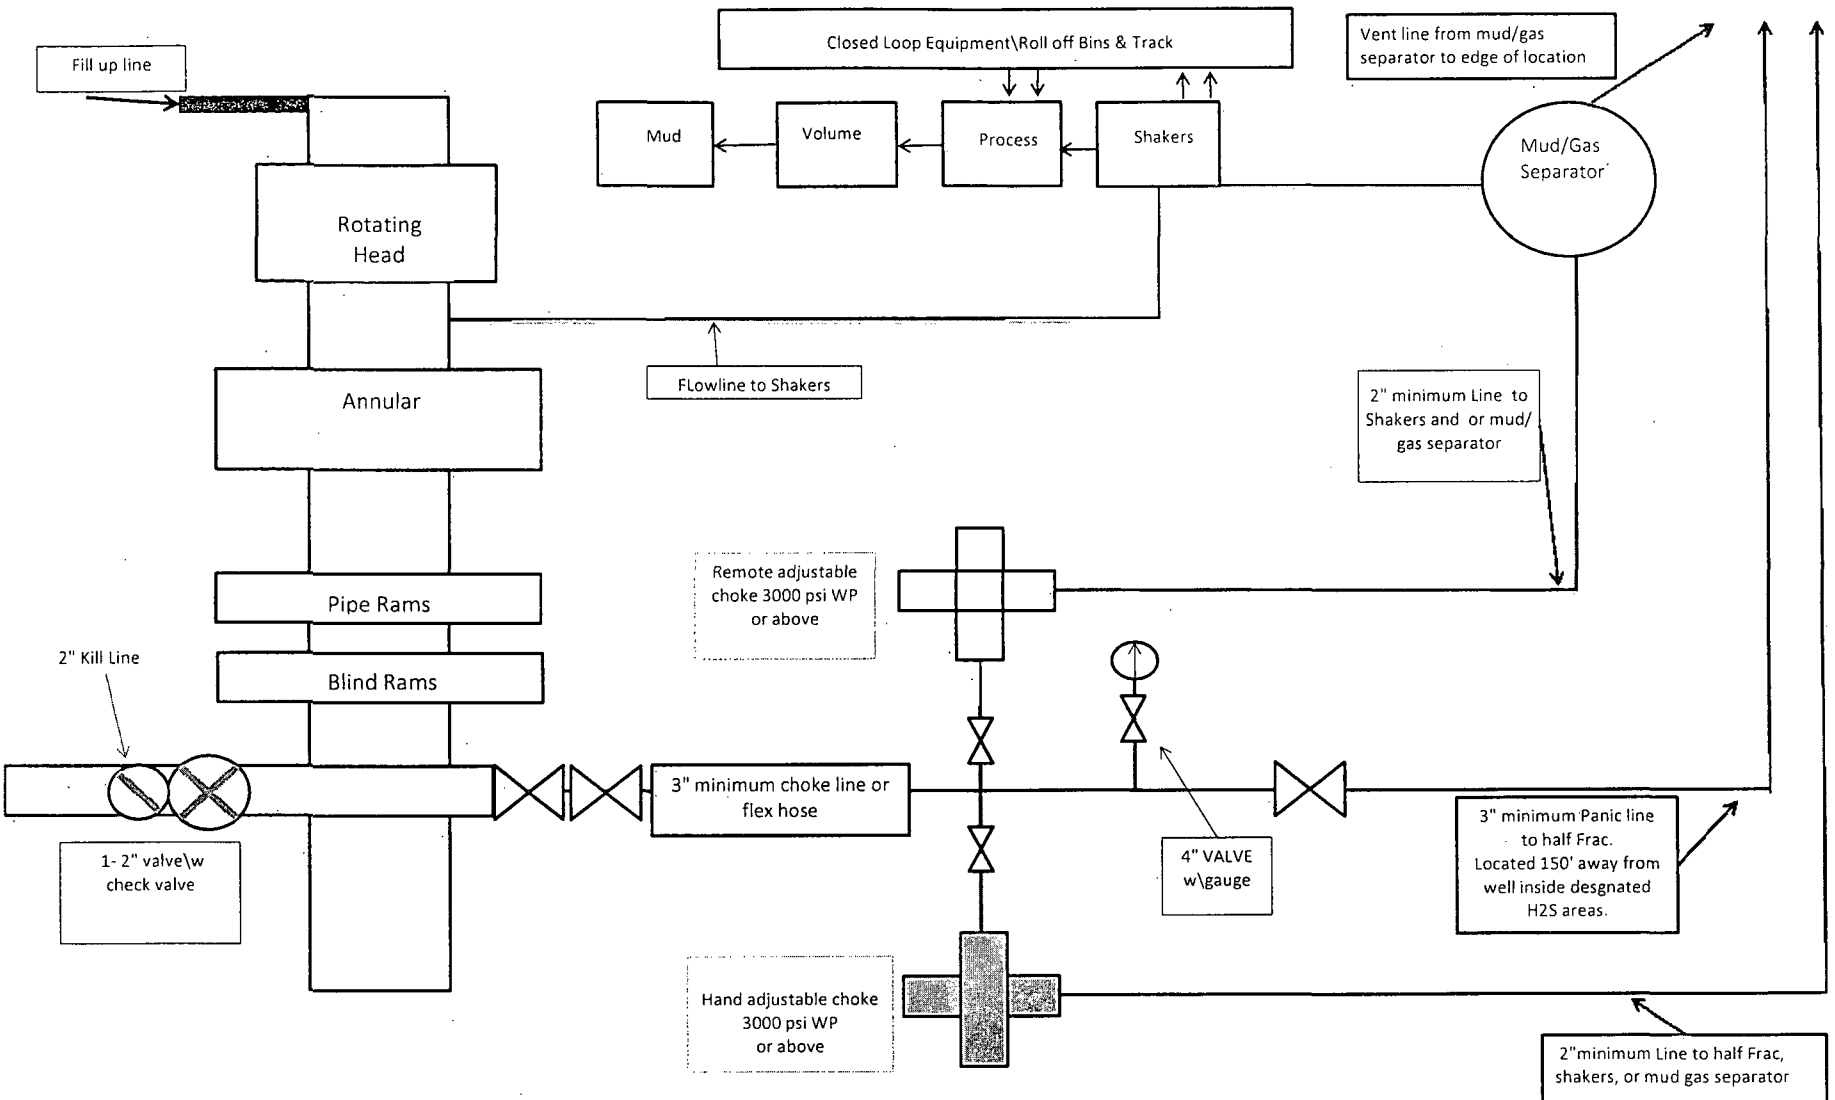 Closed Loop Equipment\Roll off Bins & Track
Vent line from mud/gas
separator to edge of location
Fill up line
Mud
Volume
Process
Shakers
Mud/Gas
Separator
Rotating
Head
FLowline to Shakers
Annular
2" minimum Line to
Shakers and or mud/
gas separator
Remote adjustable
choke 3000 psi WP
or above
Pipe Rams
2" Kill Line
Blind Rams
3" minimum choke line or
flex hose
1- 2" valve\w
check valve
4" VALVE
w\gauge
3" minimum Panic line
to half Frac.
Located 150' away from
well inside desgnated
H2S areas.
Hand adjustable choke
3000 psi WP
or above
2"minimum Line to half Frac,
shakers, or mud gas separator